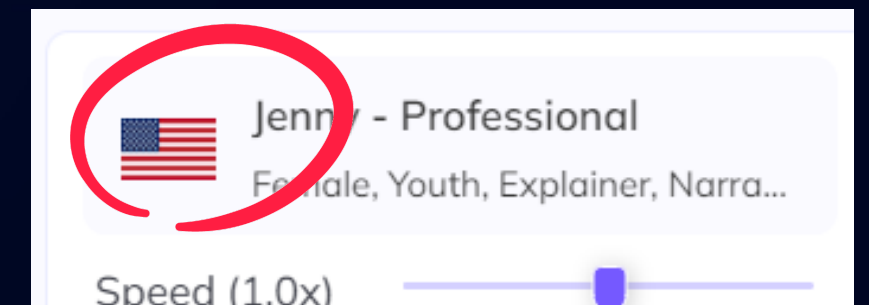 Jenny - Professional
Female, Youth, Explainer, Narra...
Speed (1.0x)